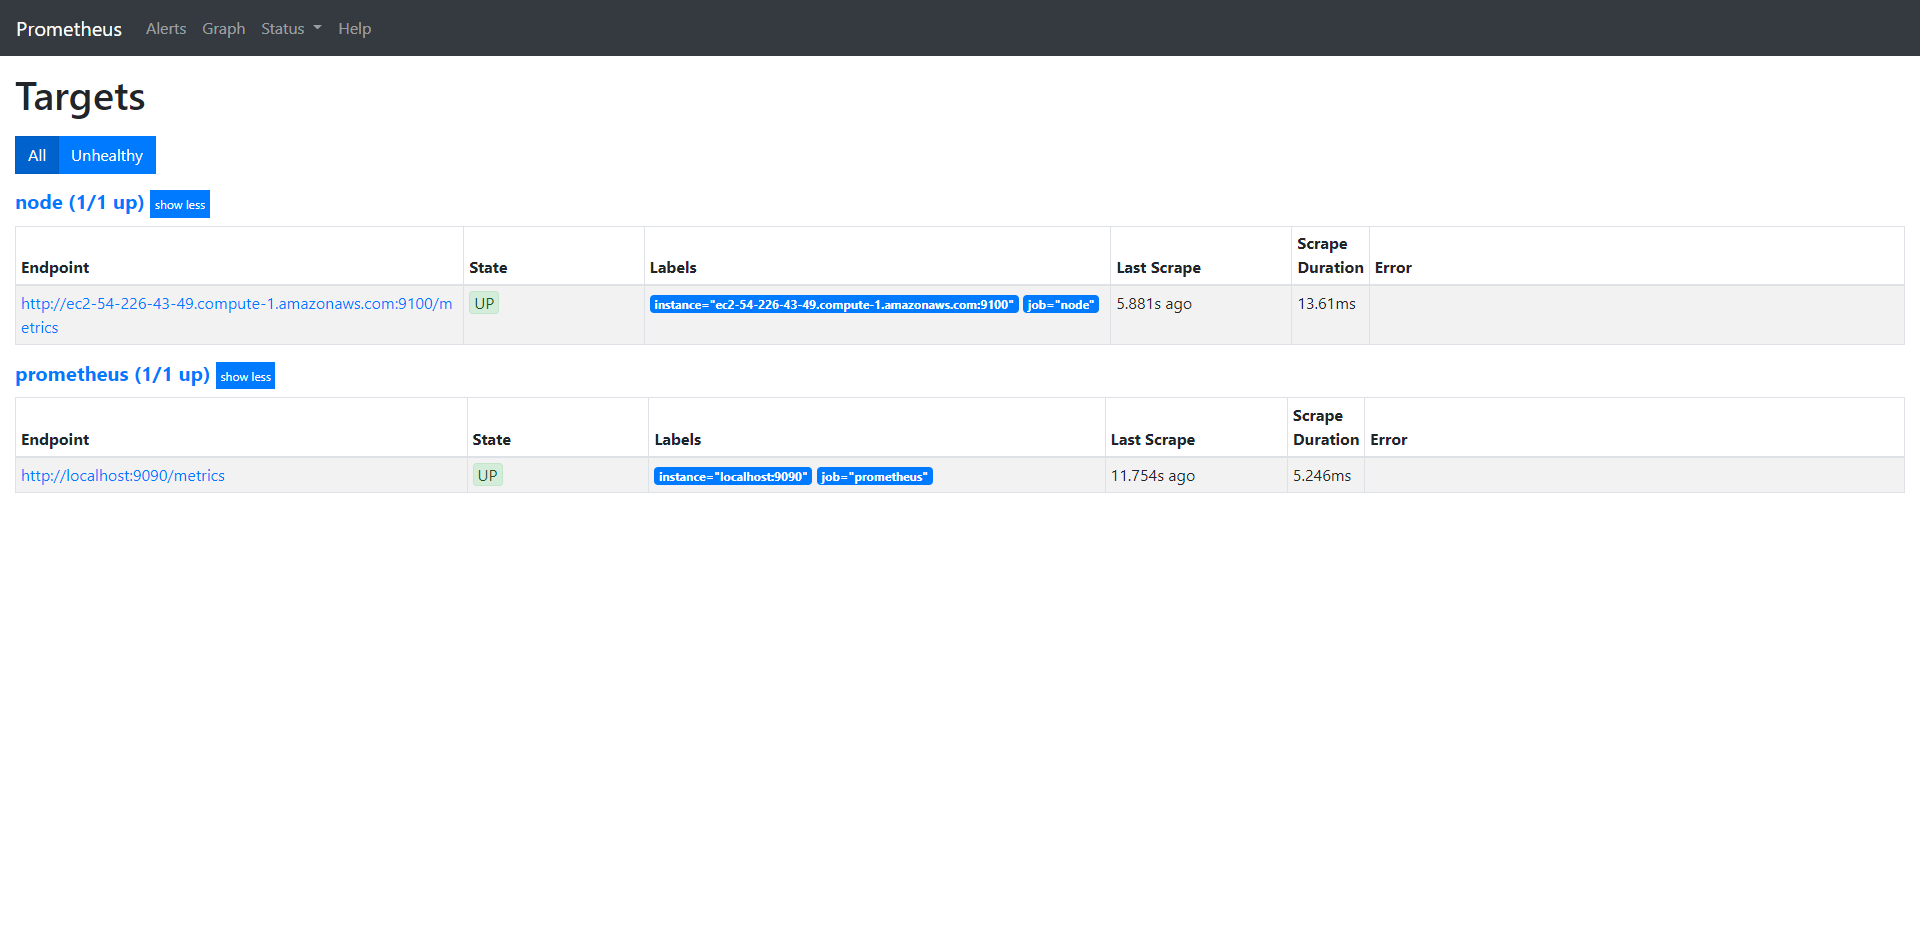 Prometheus Alerts Graph Status Help
Targets
All Unhealthy
node (1/1 up) show less
Endpoint State Labels Last Scrape Scrape Duration Error
http://ec2-54-226-43-49.compute-1.amazonaws.com:9100/m
etrics UP instance="ec2-54-226-43-49.compute-1.amazonaws.com:9100" job="node" 5.881s ago 13.61ms
prometheus (1/1 up) show less
Endpoint State Labels Last Scrape Scrape Duration Error
http://localhost:9090/metrics UP instance="localhost:9090" job="prometheus" 11.754s ago 5.246ms